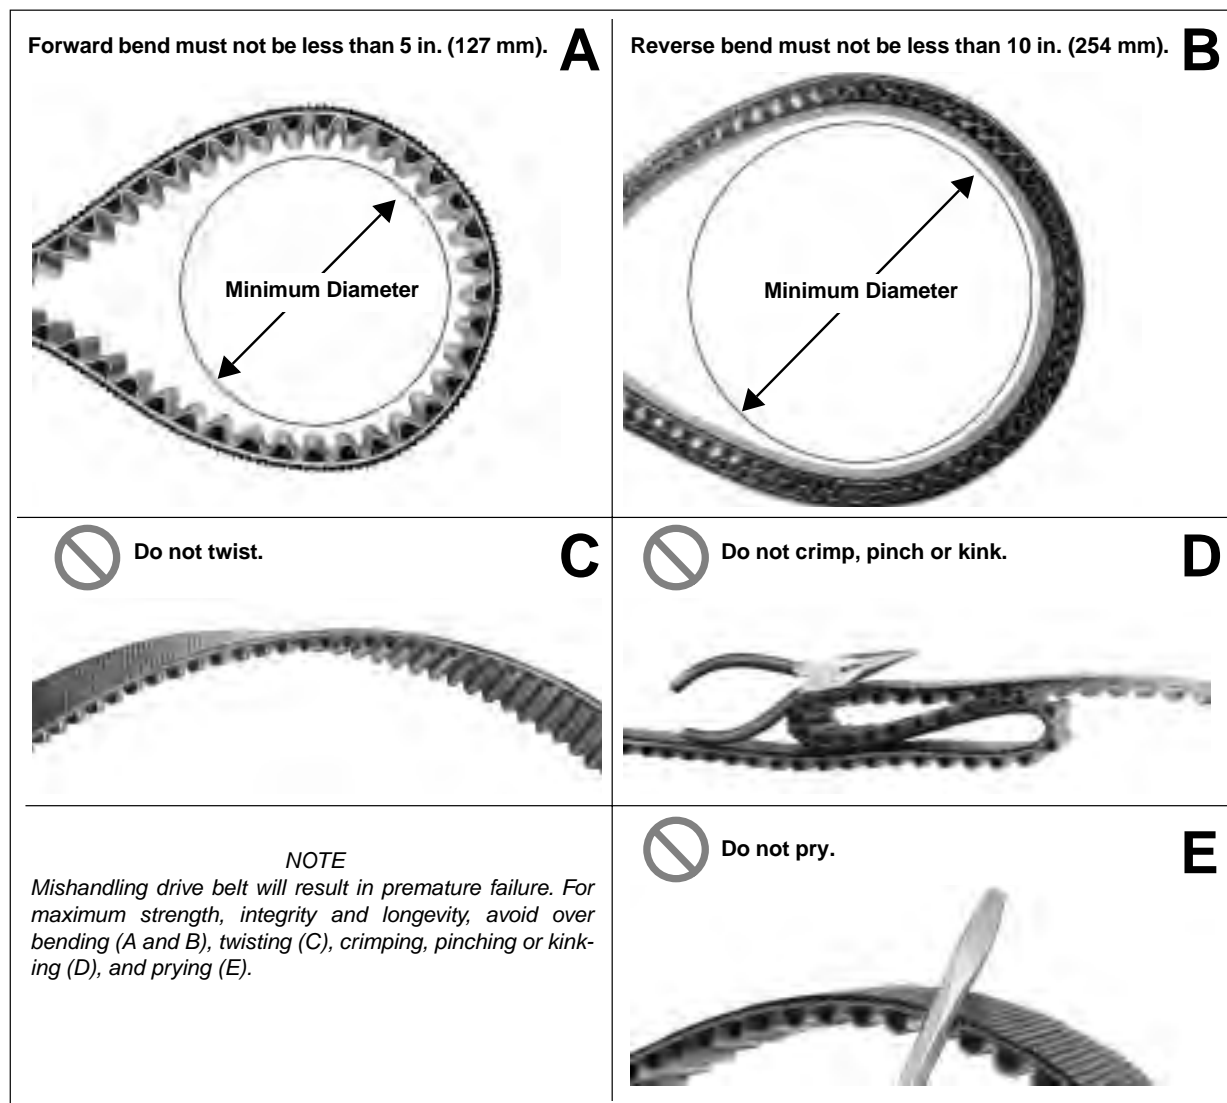 Forward bend must not be less than 5 in. (127 mm).
A
Reverse bend must not be less than 10 in. (254 mm).
B
Minimum Diameter
Minimum Diameter
Do not twist.
C
Do not crimp, pinch or kink.
D
NOTE
Mishandling drive belt will result in premature failure. For
maximum strength, integrity and longevity, avoid over
bending (A and B), twisting (C), crimping, pinching or kink-
ing (D), and prying (E).
Do not pry.
E